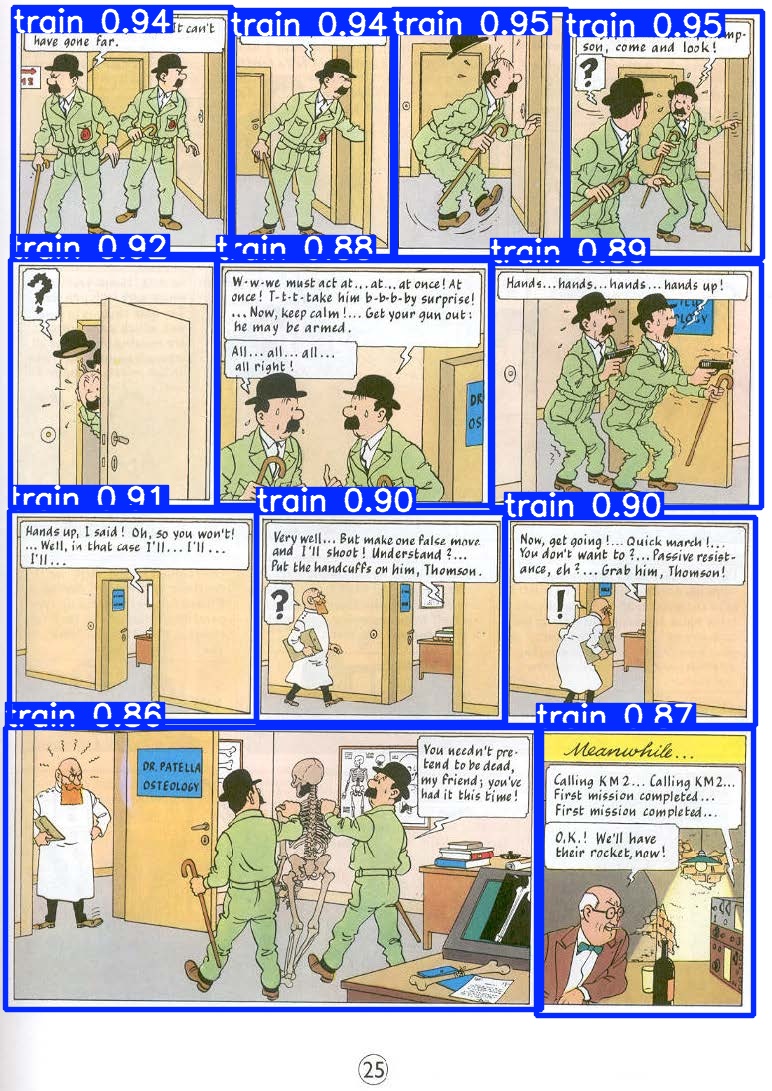 train 0.94
It can't
have gone far.
train 0.94
train 0.95
train 0.95
son, come and look!
?
train 0.92
?
train 0.88
W-w-we must act at... at... at once! At
once! T-t-t-take him b-b-b-by surprise!
... Now, keep calm!... Get your gun out:
he may be armed.
All... all... all...
all right!
DR
OS
train 0.89
Hands... hands... hands... hands up!
OLOGY
train 0.91
Hands up, I said! Oh, so you won't!
... Well, in that case I'll... I'll...
I'll...
train 0.90
Very well... But make one false move
and I'll shoot! Understand?...
Put the handcuffs on him, Thomson.
?
train 0.90
Now, get going!... Quick march!...
You don't want to?... Passive resist-
ance, eh?... Grab him, Thomson!
!
train 0.86
You needn't pre-
tend to be dead,
my friend; you've
had it this time!
DR. PATELLA
OSTEOLOGY
train 0.87
Meanwhile...
Calling KM2... Calling KM2...
First mission completed...
First mission completed...
O.K.! We'll have
their rocket, now!
25